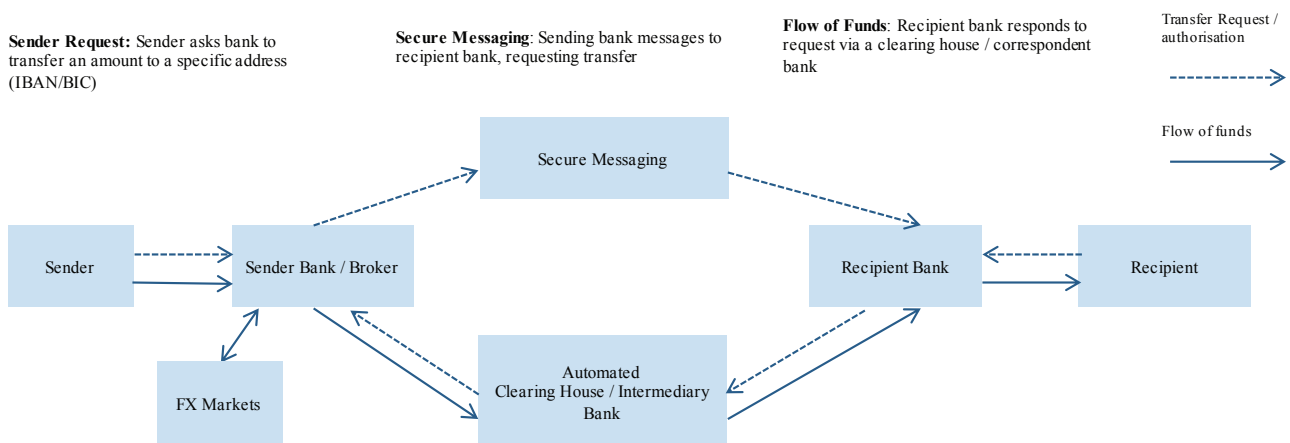 Sender Request: Sender asks bank to
transfer an amount to a specific address
(IBAN/BIC)
Secure Messaging: Sending bank messages to
recipient bank, requesting transfer
Flow of Funds: Recipient bank responds to
request via a clearing house / correspondent
bank
Transfer Request /
authorisation
Flow of funds
Secure Messaging
Sender
Sender Bank / Broker
Recipient Bank
Recipient
FX Markets
Automated
Clearing House / Intermediary
Bank